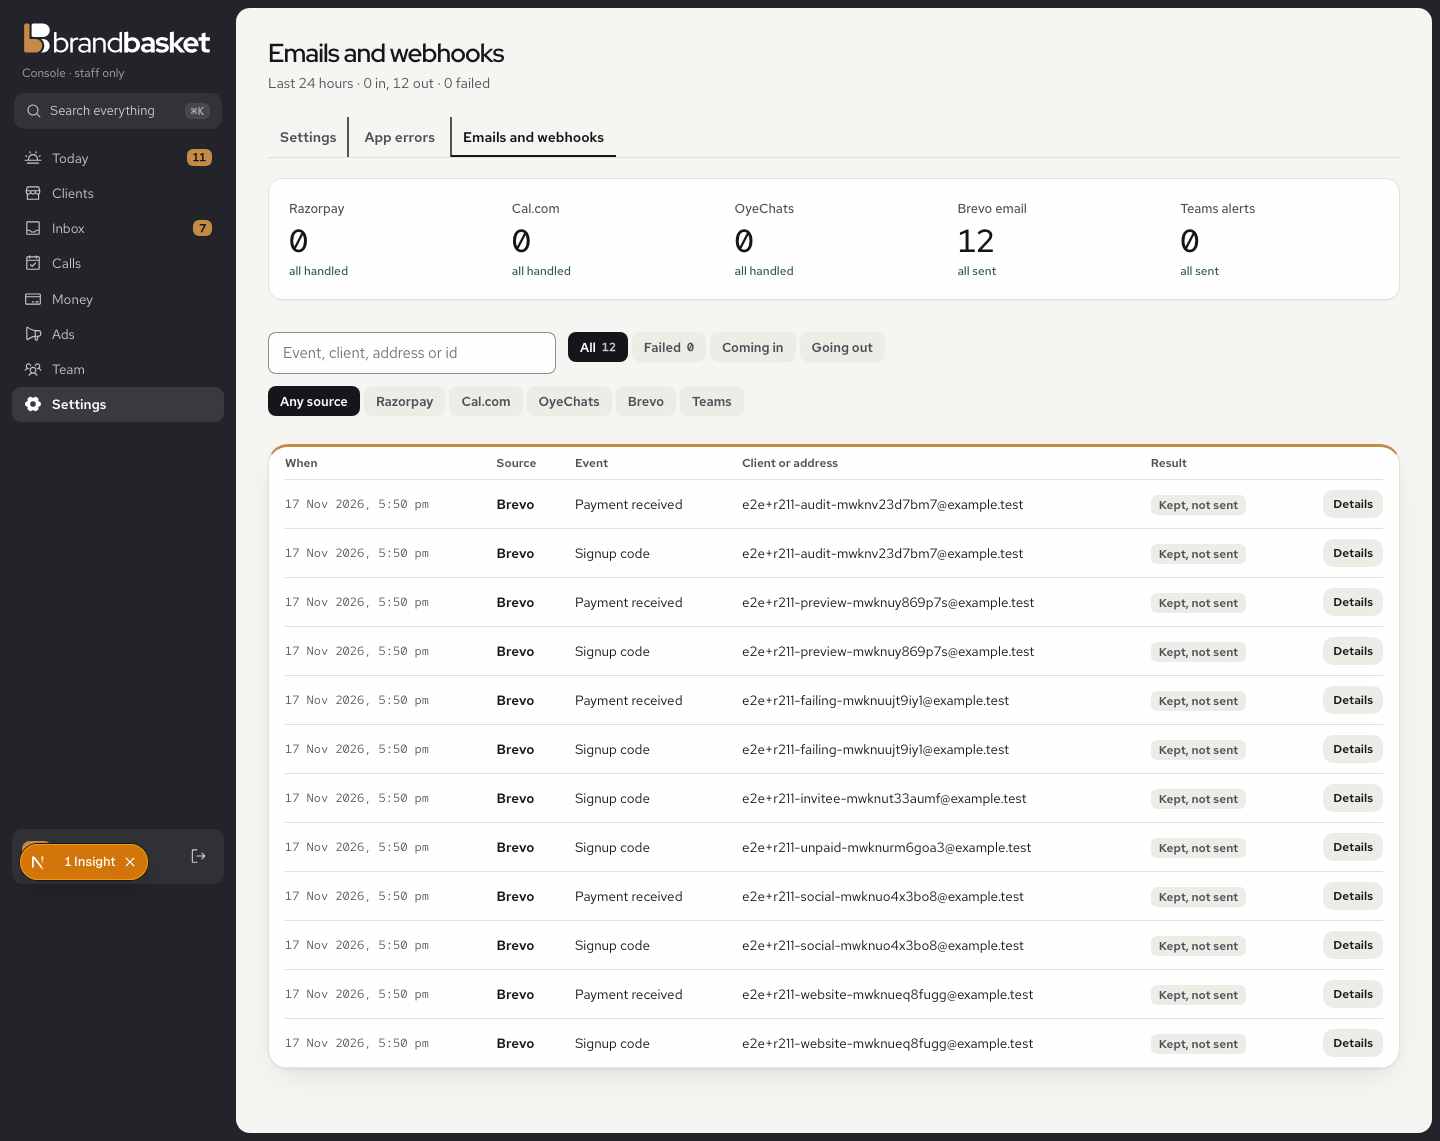 brandbasket
Console · staff only
Search everything ⌘K
Today 11
Clients
Inbox 7
Calls
Money
Ads
Team
Settings
1 Insight
Emails and webhooks
Last 24 hours · 0 in, 12 out · 0 failed
Settings App errors Emails and webhooks
Razorpay Cal.com OyeChats Brevo email Teams alerts
0 0 0 12 0
all handled all handled all handled all sent all sent
Event, client, address or id All 12 Failed 0 Coming in Going out
Any source Razorpay Cal.com OyeChats Brevo Teams
When Source Event Client or address Result
17 Nov 2026, 5:50 pm Brevo Payment received e2e+r211-audit-mwknv23d7bm7@example.test Kept, not sent Details
17 Nov 2026, 5:50 pm Brevo Signup code e2e+r211-audit-mwknv23d7bm7@example.test Kept, not sent Details
17 Nov 2026, 5:50 pm Brevo Payment received e2e+r211-preview-mwknuy869p7s@example.test Kept, not sent Details
17 Nov 2026, 5:50 pm Brevo Signup code e2e+r211-preview-mwknuy869p7s@example.test Kept, not sent Details
17 Nov 2026, 5:50 pm Brevo Payment received e2e+r211-failing-mwknuujt9iy1@example.test Kept, not sent Details
17 Nov 2026, 5:50 pm Brevo Signup code e2e+r211-failing-mwknuujt9iy1@example.test Kept, not sent Details
17 Nov 2026, 5:50 pm Brevo Signup code e2e+r211-invitee-mwknut33aumf@example.test Kept, not sent Details
17 Nov 2026, 5:50 pm Brevo Signup code e2e+r211-unpaid-mwknurm6goa3@example.test Kept, not sent Details
17 Nov 2026, 5:50 pm Brevo Payment received e2e+r211-social-mwknuo4x3bo8@example.test Kept, not sent Details
17 Nov 2026, 5:50 pm Brevo Signup code e2e+r211-social-mwknuo4x3bo8@example.test Kept, not sent Details
17 Nov 2026, 5:50 pm Brevo Payment received e2e+r211-website-mwknueq8fugg@example.test Kept, not sent Details
17 Nov 2026, 5:50 pm Brevo Signup code e2e+r211-website-mwknueq8fugg@example.test Kept, not sent Details